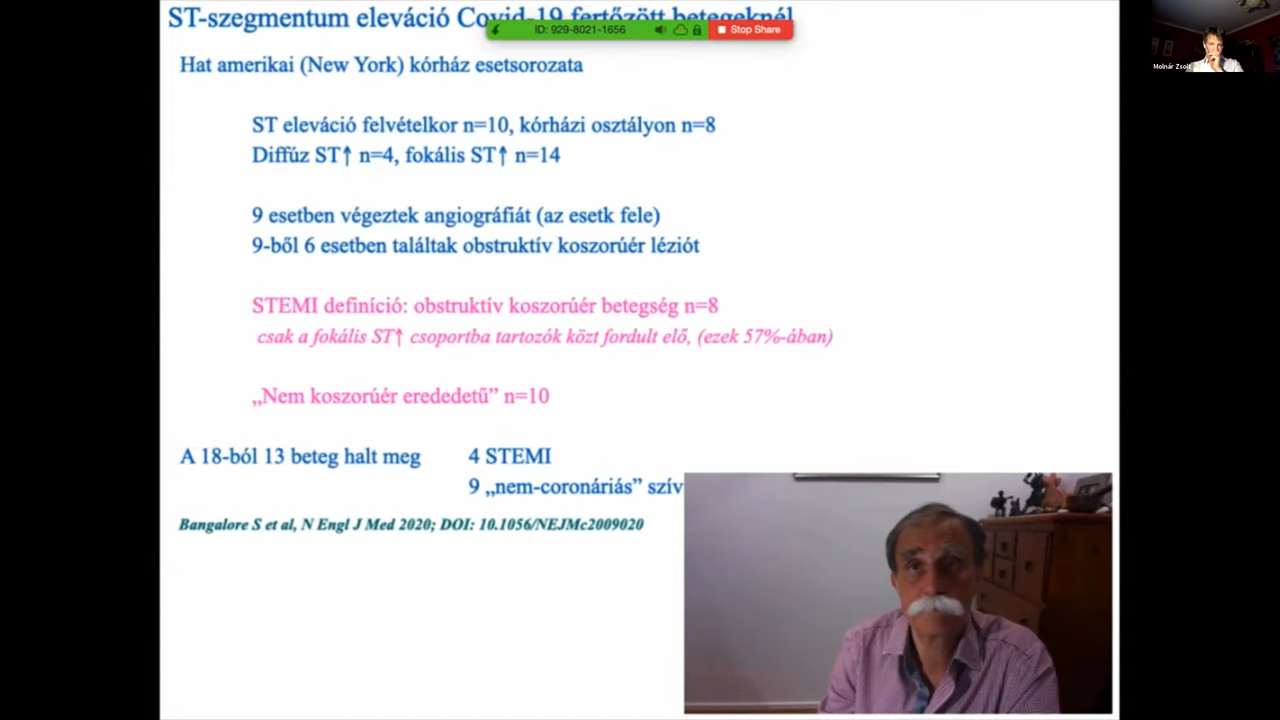 ST-szegmentum eleváció Covid-19 fertőzött betegeknél
ID: 929-8021-1656
Stop Share
Molnár Zsolt
Hat amerikai (New York) kórház esetsorozata
ST eleváció felvételkor n=10, kórházi osztályon n=8
Diffúz ST↑ n=4, fokális ST↑ n=14
9 esetben végeztek angiográfiát (az esetk fele)
9-ből 6 esetben találtak obstruktív koszorúér léziót
STEMI definíció: obstruktív koszorúér betegség n=8
csak a fokális ST↑ csoportba tartozók közt fordult elő, (ezek 57%-ában)
„Nem koszorúér erededetű” n=10
A 18-ból 13 beteg halt meg 4 STEMI
9 „nem-coronáriás” szív
Bangalore S et al, N Engl J Med 2020; DOI: 10.1056/NEJMc2009020